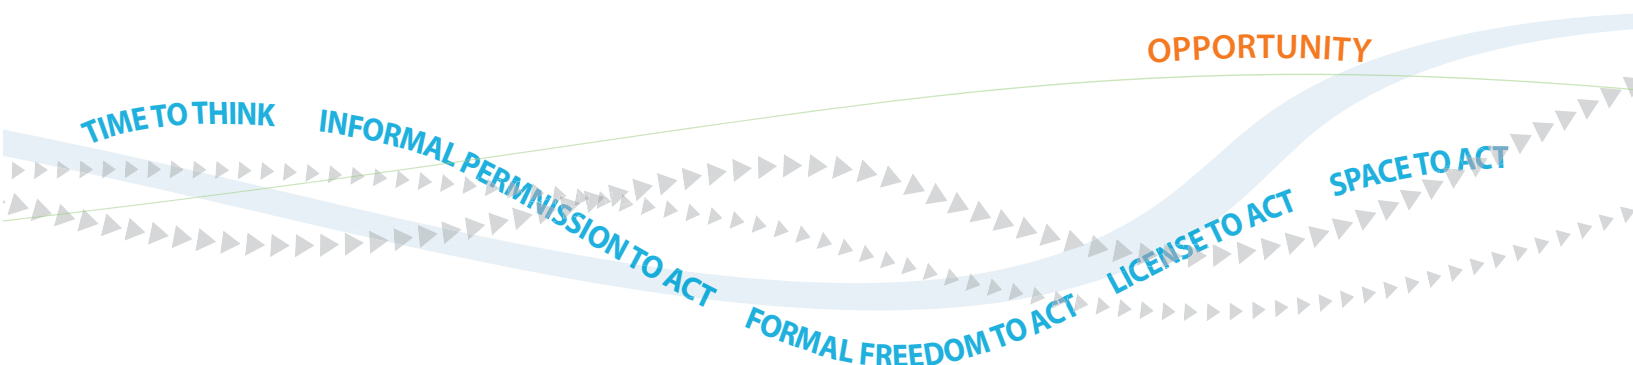 OPPORTUNITY
TIME TO THINK
INFORMAL PERMNISSION TO ACT
FORMAL FREEDOM TO ACT
LICENSE TO ACT
SPACE TO ACT